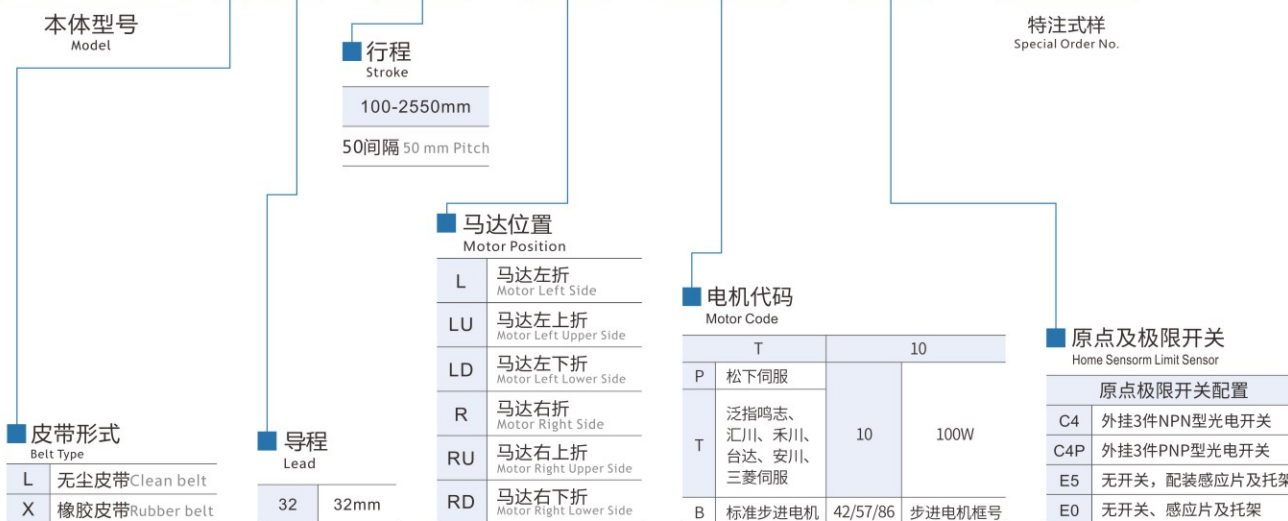 本体型号
Model
特注式样
Special Order No.
行程
Stroke
100-2550mm
50间隔 50 mm Pitch
马达位置
Motor Position
L 马达左折
Motor Left Side
LU 马达左上折
Motor Left Upper Side
LD 马达左下折
Motor Left Lower Side
R 马达右折
Motor Right Side
RU 马达右上折
Motor Right Upper Side
RD 马达右下折
Motor Right Lower Side
电机代码
Motor Code
T 10
P 松下伺服
T 泛指鸣志、
汇川、禾川、
台达、安川、
三菱伺服
10 100W
B 标准步进电机 42/57/86 步进电机框号
原点及极限开关
Home Sensorm Limit Sensor
原点极限开关配置
C4 外挂3件NPN型光电开关
C4P 外挂3件PNP型光电开关
E5 无开关，配装感应片及托架
E0 无开关、感应片及托架
皮带形式
Belt Type
L 无尘皮带Clean belt
X 橡胶皮带Rubber belt
导程
Lead
32 32mm